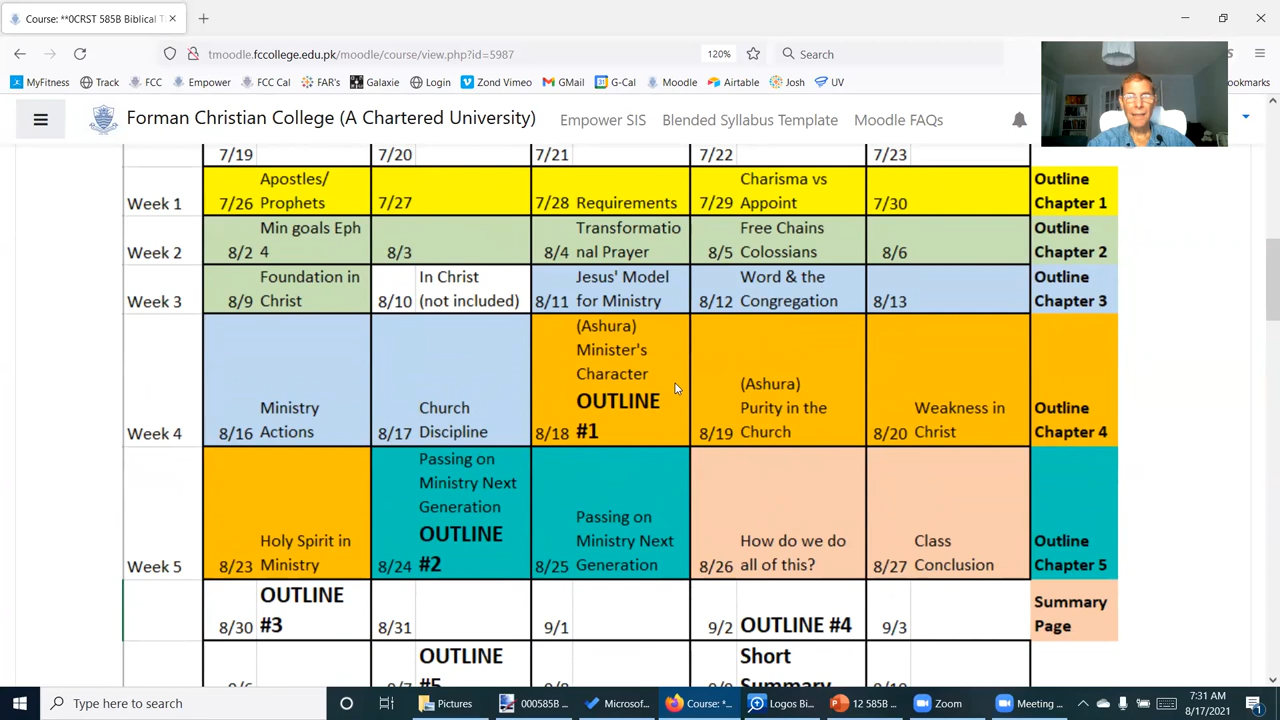 Course: **0CRST 585B Biblical T
tmoodle.fccollege.edu.pk/moodle/course/view.php?id=5987
120%
Search
MyFitness
Track
FCC
Empower
FCC Cal
FAR's
Galaxie
Login
Zond Vimeo
GMail
G-Cal
Moodle
Airtable
Josh
UV
ookmarks
Forman Christian College (A Chartered University)
Empower SIS
Blended Syllabus Template
Moodle FAQs
7/19
7/20
7/21
7/22
7/23
Week 1
7/26
Apostles/
Prophets
7/27
7/28
Requirements
7/29
Charisma vs
Appoint
7/30
Outline
Chapter 1
Week 2
8/2
Min goals Eph
4
8/3
8/4
Transformatio
nal Prayer
8/5
Free Chains
Colossians
8/6
Outline
Chapter 2
Week 3
8/9
Foundation in
Christ
8/10
In Christ
(not included)
8/11
Jesus' Model
for Ministry
8/12
Word & the
Congregation
8/13
Outline
Chapter 3
Week 4
8/16
Ministry
Actions
8/17
Church
Discipline
8/18
(Ashura)
Minister's
Character
OUTLINE
#1
8/19
(Ashura)
Purity in the
Church
8/20
Weakness in
Christ
Outline
Chapter 4
Week 5
8/23
Holy Spirit in
Ministry
8/24
Passing on
Ministry Next
Generation
OUTLINE
#2
8/25
Passing on
Ministry Next
Generation
8/26
How do we do
all of this?
8/27
Class
Conclusion
Outline
Chapter 5
8/30
OUTLINE
#3
8/31
9/1
9/2
OUTLINE #4
9/3
Summary
Page
OUTLINE
#5
Short
Summary
Type here to search
Pictures
000585B ...
Microsof...
Course: *...
Logos Bi...
12 585B ...
Zoom
Meeting ...
7:31 AM
8/17/2021